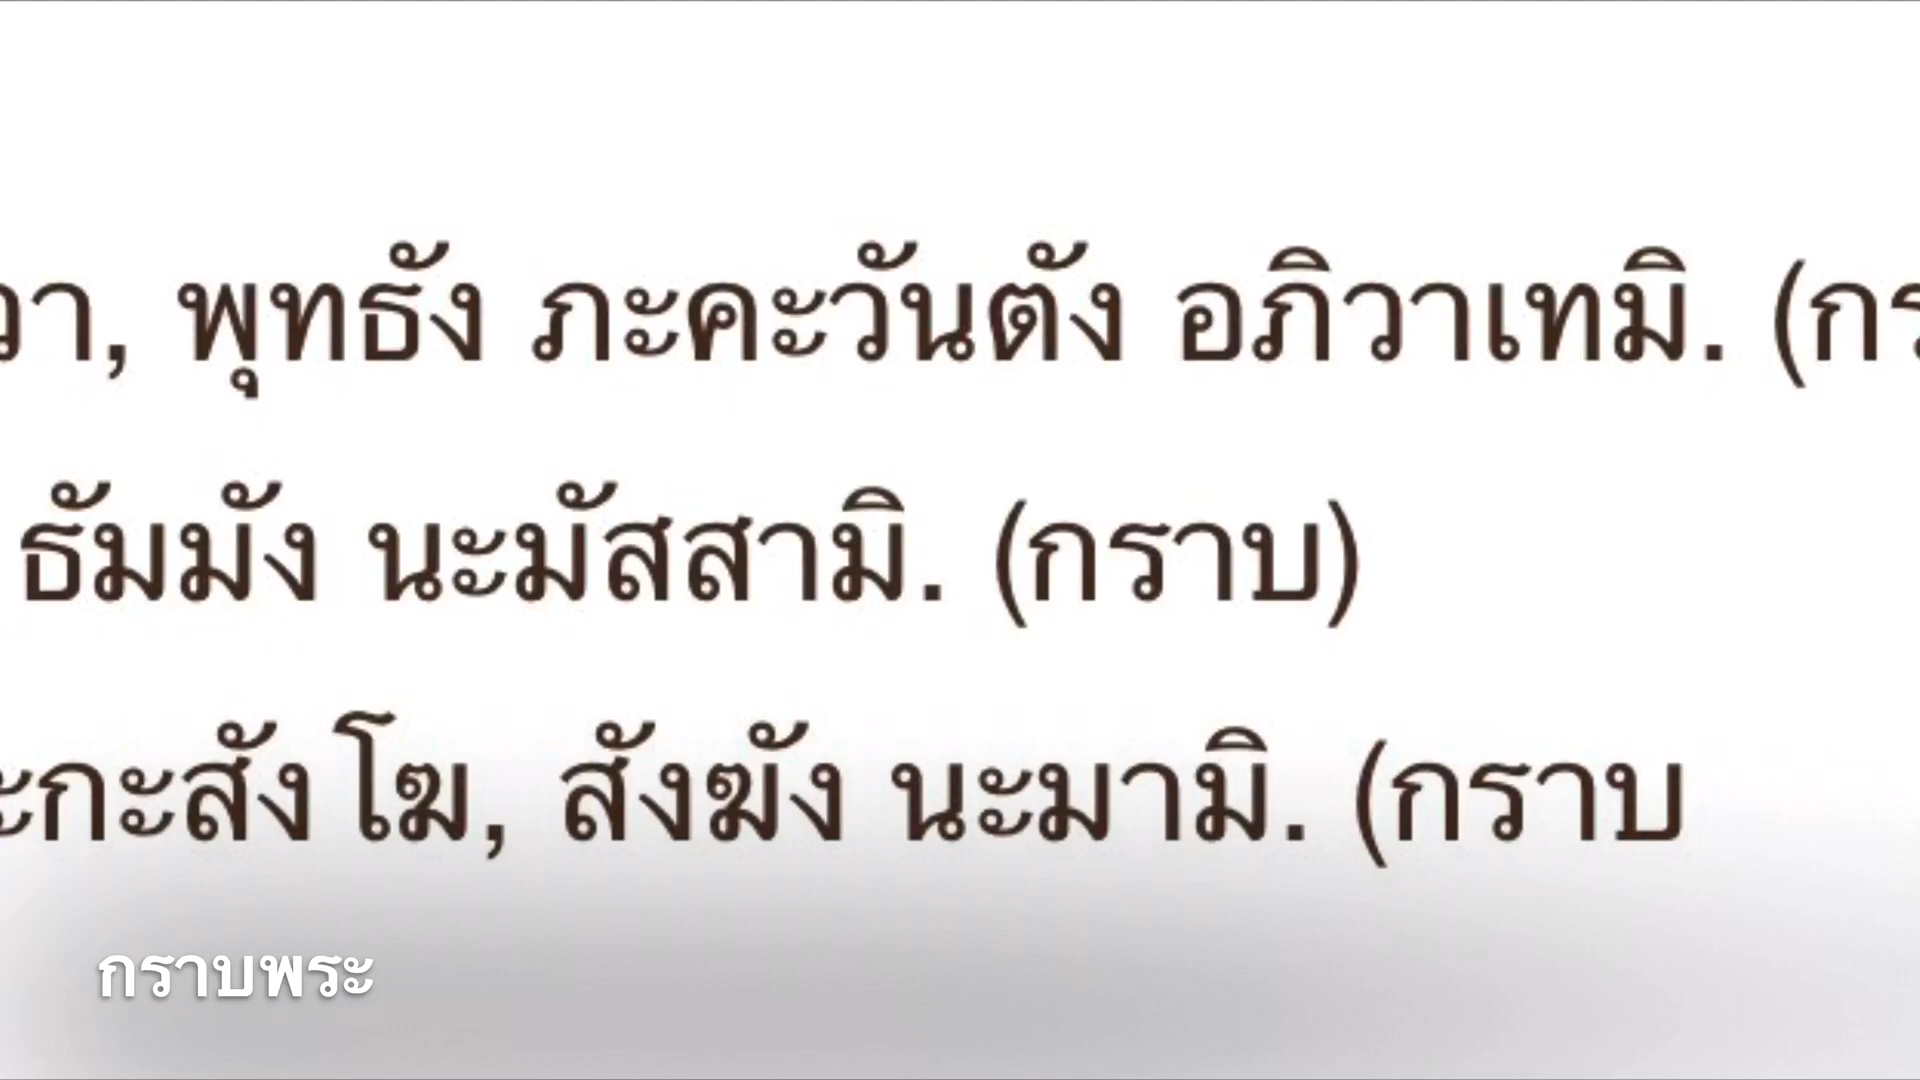 วา, พุทธัง ภะคะวันตัง อภิวาเทมิ. (กร
ธัมมัง นะมัสสามิ. (กราบ)
ะกะสังโฆ, สังฆัง นะมามิ. (กราบ
กราบพระ